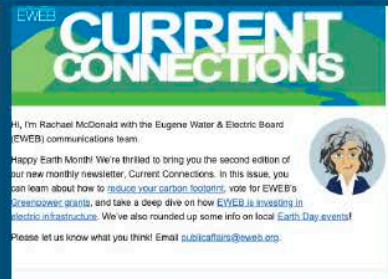 EWEB
CURRENT
CONNECTIONS
Hi, I'm Rachael McDonald with the Eugene Water & Electric Board
(EWEB) communications team.
Happy Earth Month! We're thrilled to bring you the second edition of
our new monthly newsletter, Current Connections. In this issue, you
can learn about how to reduce your carbon footprint, vote for EWEB's
Greenpower grants, and take a deep dive on how EWEB is investing in
electric infrastructure. We've also rounded up some info on local Earth Day events!
Please let us know what you think! Email publicaffairs@eweb.org.